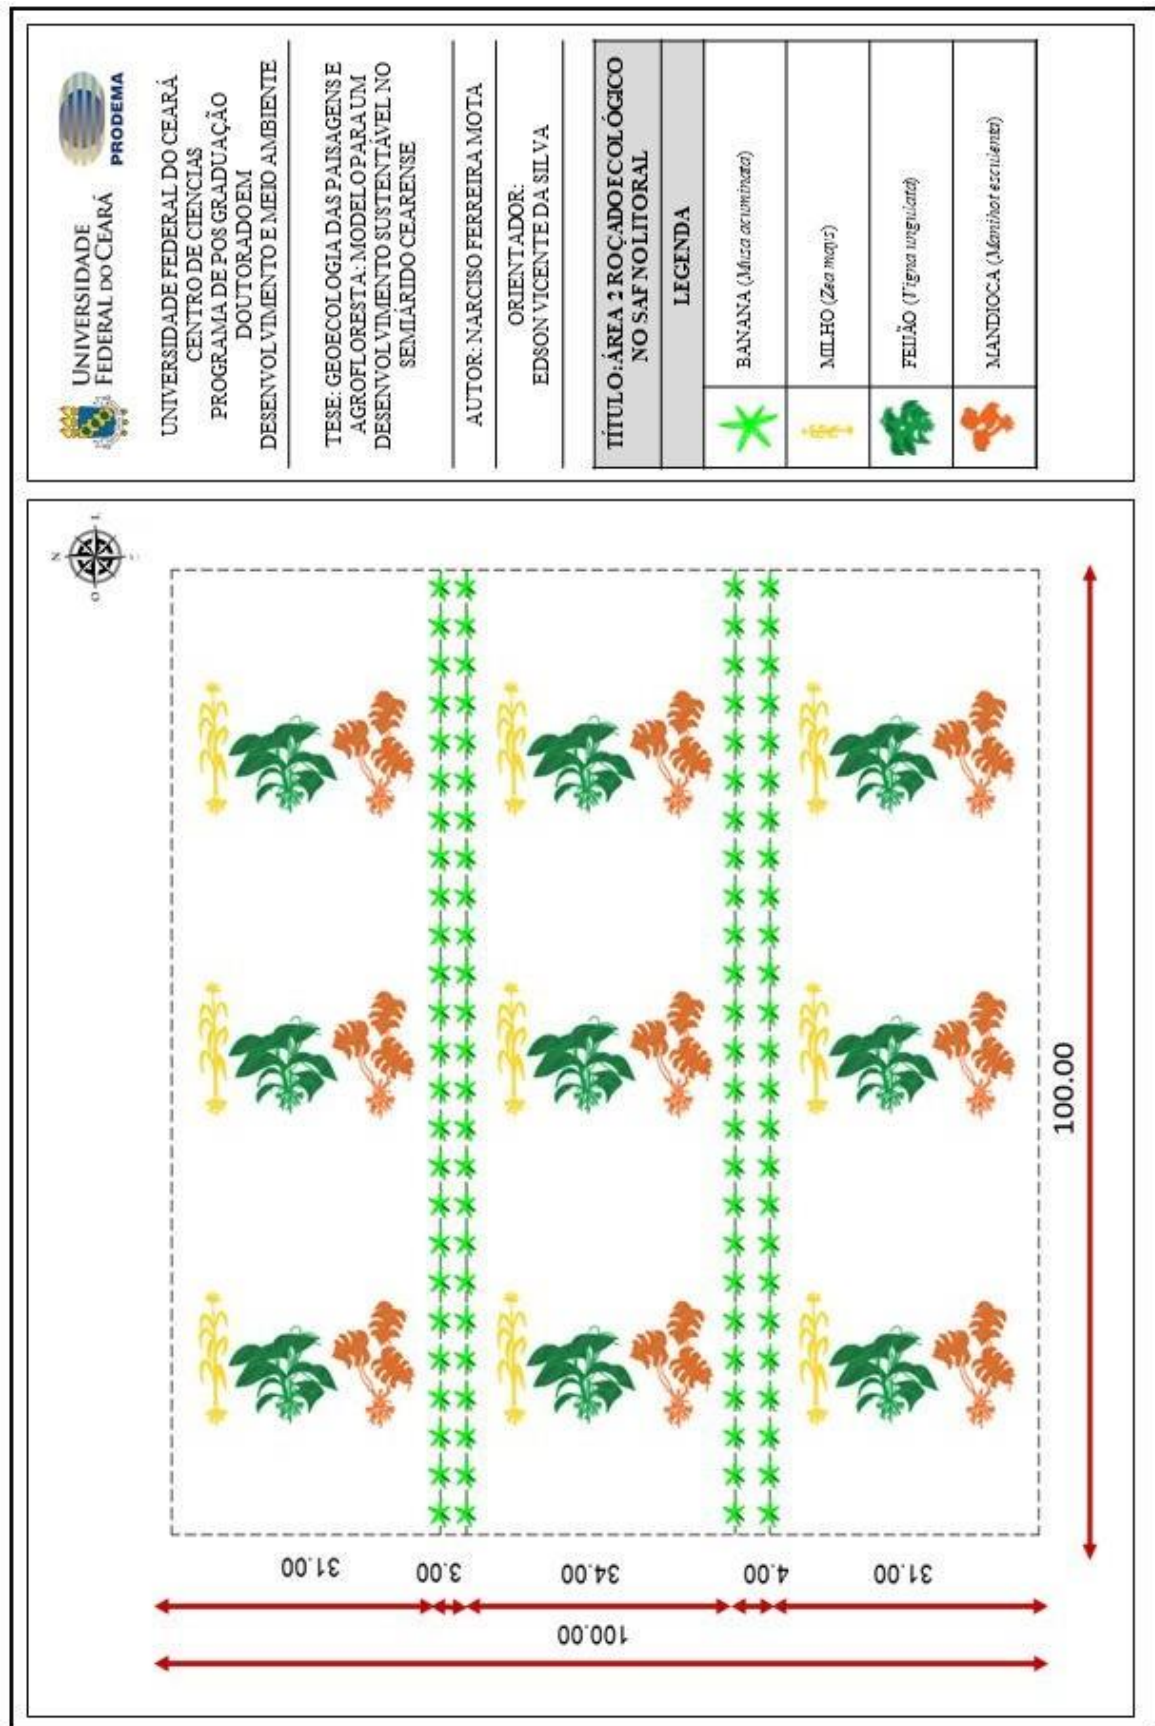 UNIVERSIDADE
FEDERAL DO CEARÁ
PRODEMA
UNIVERSIDADE FEDERAL DO CEARÁ
CENTRO DE CIENCIAS
PROGRAMA DE POS GRADUAÇÃO
DOUTORADO EM
DESENVOLVIMENTO E MEIO AMBIENTE
TESE: GEOECOLOGIA DAS PAISAGENS E
AGROFLORESTA: MODELO PARA UM
DESENVOLVIMENTO SUSTENTÁVEL NO
SEMIÁRIDO CEARENSE
AUTOR: NARCISO FERREIRA MOTA
ORIENTADOR:
EDSON VICENTE DA SILVA
TÍTULO: ÁREA 2 ROÇADO ECOLÓGICO
NO SAF NO LITORAL
LEGENDA
BANANA (Musa acuminata)
MILHO (Zea mays)
FEIJÃO (Tigna ungulata)
MANDIOCA (Manihot esculenta)
N
L
O
31.00
3.00
34.00
4.00
31.00
100.00
100.00